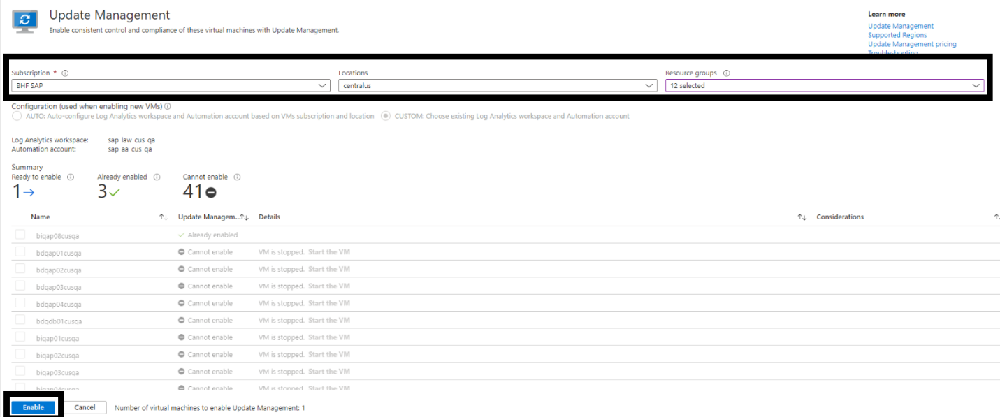 Update Management
Enable consistent control and compliance of these virtual machines with Update Management.
Learn more
Update Management
Supported Regions
Update Management pricing
Troubleshooting
Subscription * Locations Resource groups
BHF SAP centralus 12 selected
Configuration (used when enabling new VMs)
AUTO: Auto-configure Log Analytics workspace and Automation account based on VMs subscription and location CUSTOM: Choose existing Log Analytics workspace and Automation account
Log Analytics workspace: sap-law-cus-qa
Automation account: sap-aa-cus-qa
Summary
Ready to enable Already enabled Cannot enable
1 3 41
Name Update Managem... Details Considerations
biqap08cusqa Already enabled
bdqap01cusqa Cannot enable VM is stopped. Start the VM
bdqap02cusqa Cannot enable VM is stopped. Start the VM
bdqap03cusqa Cannot enable VM is stopped. Start the VM
bdqap04cusqa Cannot enable VM is stopped. Start the VM
bdqdb01cusqa Cannot enable VM is stopped. Start the VM
biqap01cusqa Cannot enable VM is stopped. Start the VM
biqap02cusqa Cannot enable VM is stopped. Start the VM
biqap03cusqa Cannot enable VM is stopped. Start the VM
biqap04cusqa Cannot enable VM is stopped. Start the VM
Enable Cancel Number of virtual machines to enable Update Management: 1